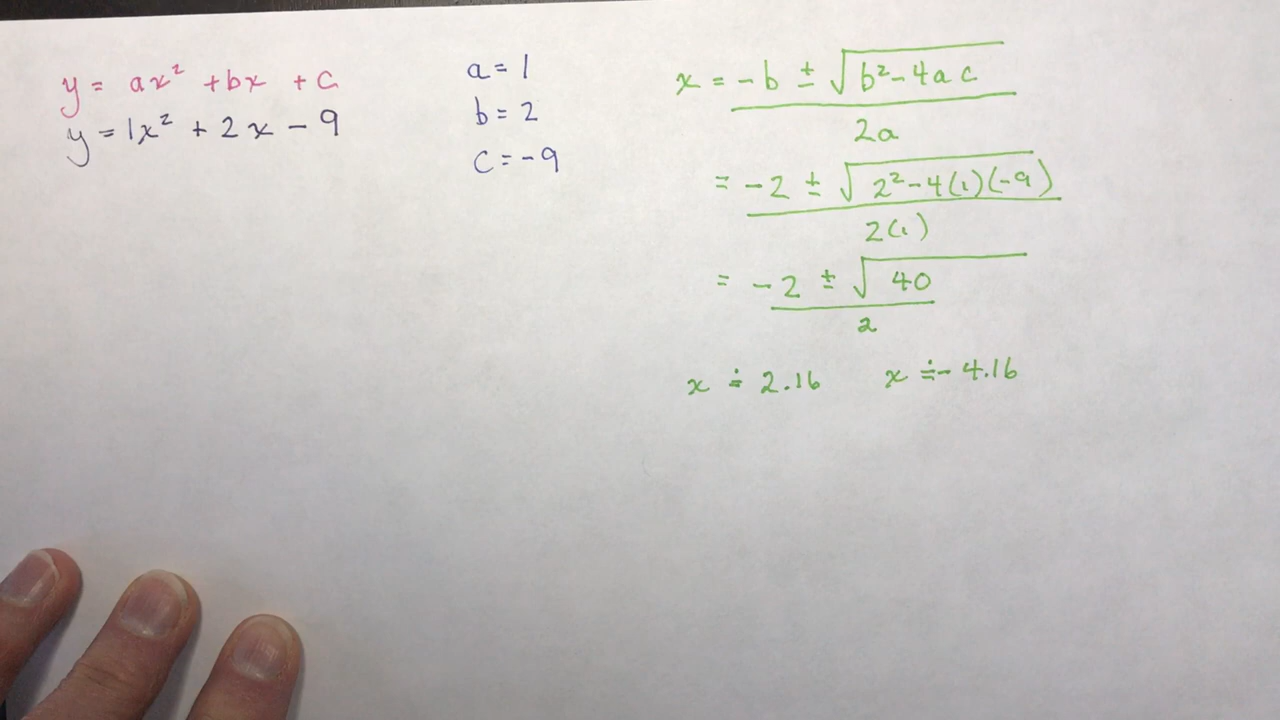 y = ax² + bx + c
y = 1x² + 2x - 9
a = 1
b = 2
c = -9
x = -b ± √b²-4ac
2a
= -2 ± √2²-4(1)(-9)
2(1)
= -2 ± √40
2
x ≐ 2.16 x ≐ -4.16